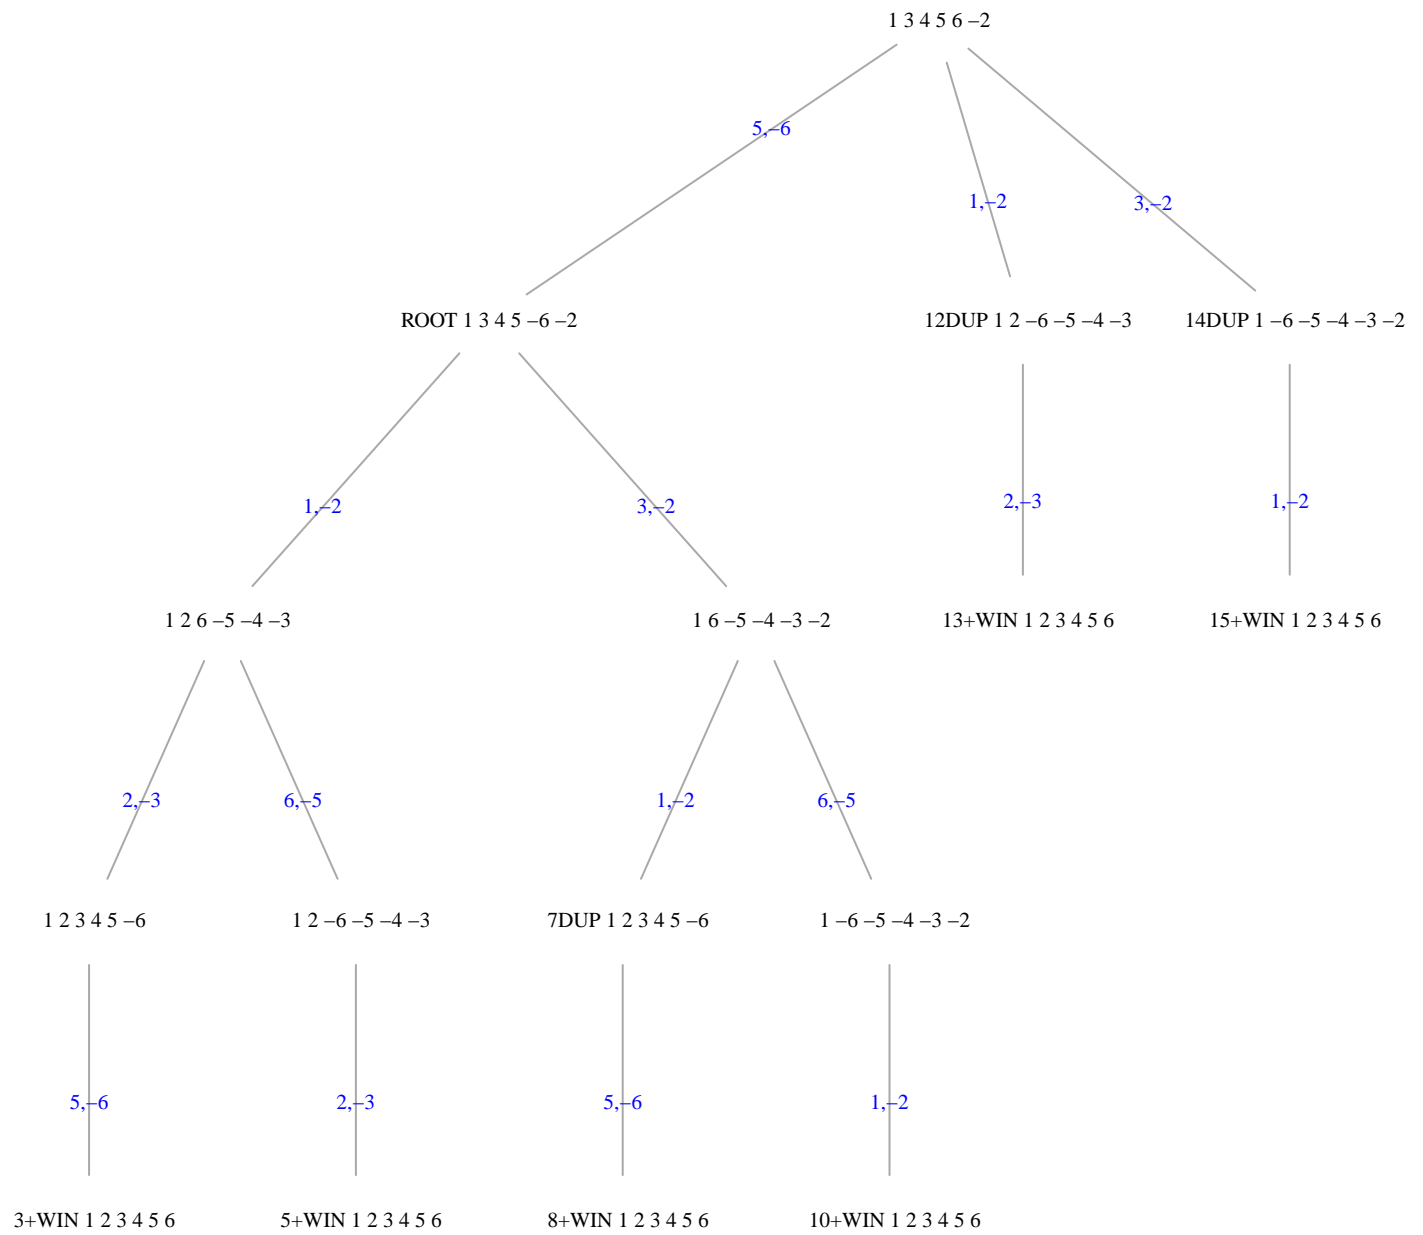 1 3 4 5 6 –2
5,–6
1,–2
3,–2
ROOT 1 3 4 5 –6 –2
12DUP 1 2 –6 –5 –4 –3
14DUP 1 –6 –5 –4 –3 –2
1,–2
3,–2
2,–3
1,–2
1 2 6 –5 –4 –3
1 6 –5 –4 –3 –2
13+WIN 1 2 3 4 5 6
15+WIN 1 2 3 4 5 6
2,–3
6,–5
1,–2
6,–5
1 2 3 4 5 –6
1 2 –6 –5 –4 –3
7DUP 1 2 3 4 5 –6
1 –6 –5 –4 –3 –2
5,–6
2,–3
5,–6
1,–2
3+WIN 1 2 3 4 5 6
5+WIN 1 2 3 4 5 6
8+WIN 1 2 3 4 5 6
10+WIN 1 2 3 4 5 6